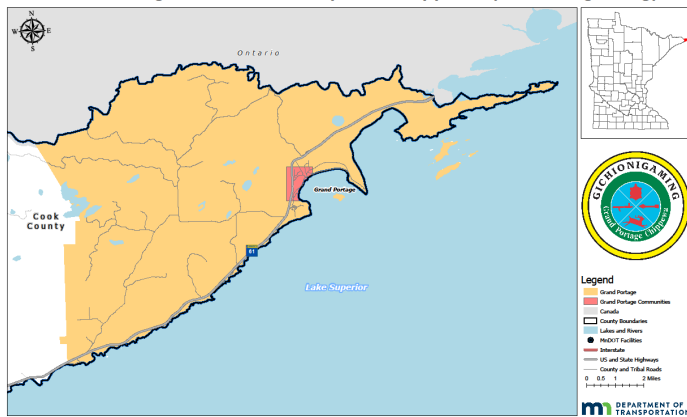 N
W E
S
Ontario
Cook
County
Grand Portage
61
Lake Superior
GICHIONIGAMING
Grand Portage Chippewa
Legend
Grand Portage
Grand Portage Communities
Canada
County Boundaries
Lakes and Rivers
MnDOT Facilities
Interstate
US and State Highways
County and Tribal Roads
0 0.5 1 2 Miles
DEPARTMENT OF
TRANSPORTATION